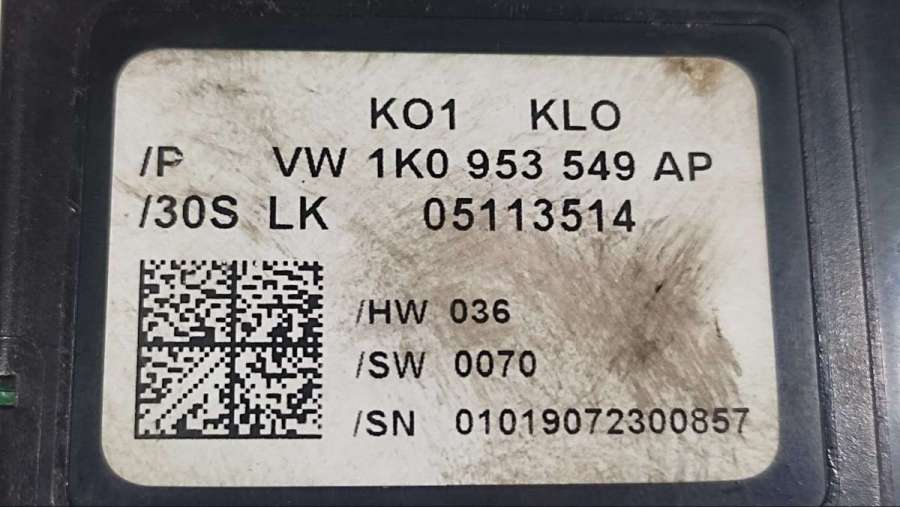 KO1 KLO
/P VW 1K0 953 549 AP
/30S LK 05113514
/HW 036
/SW 0070
/SN 01019072300857